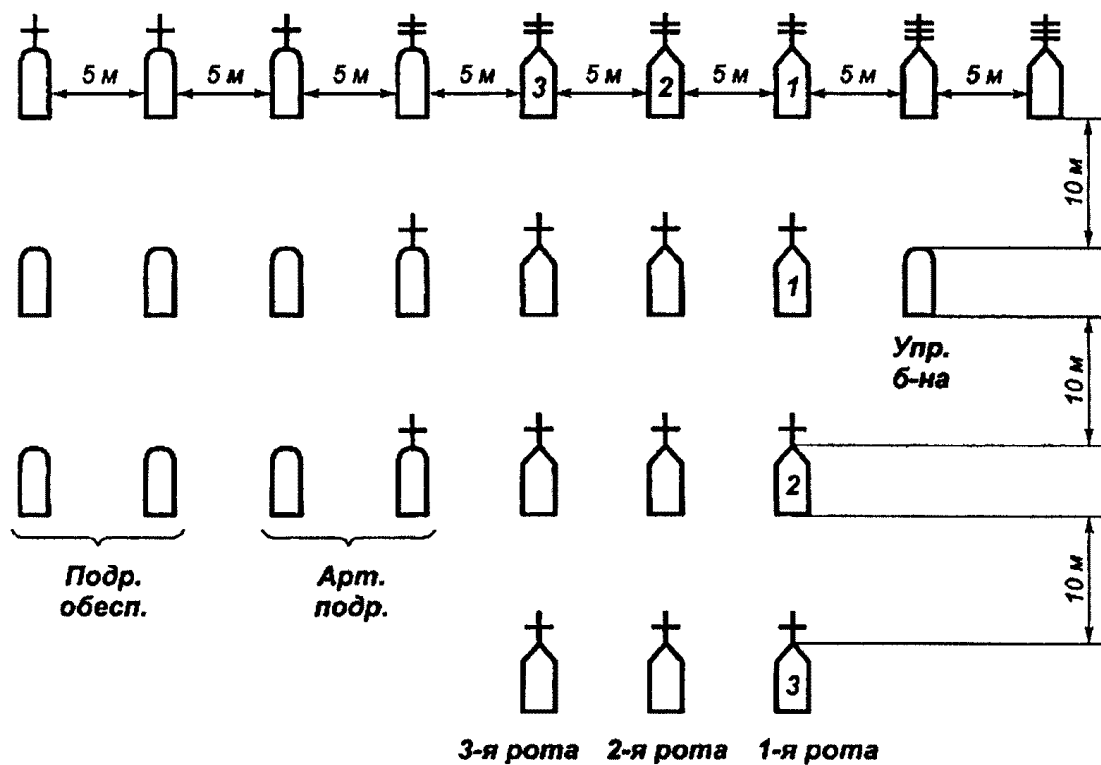 5 м 5 м 5 м 5 м 5 м 5 м 5 м 5 м
3 2 1
10 м
1
Упр.
б-на
10 м
2
Подр.
обесп.
Арт.
подр.
10 м
3
3-я рота 2-я рота 1-я рота